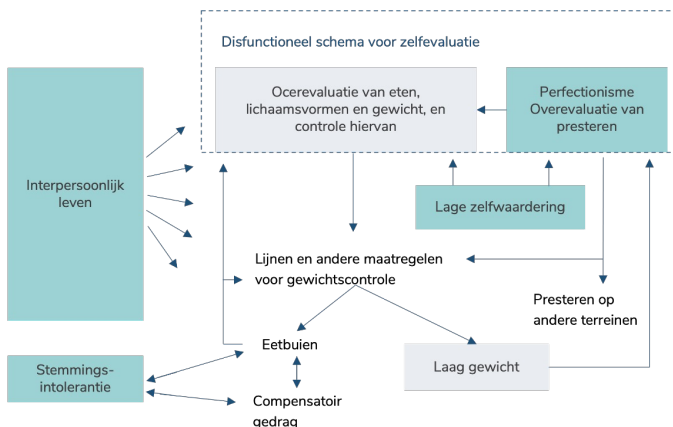 Disfunctioneel schema voor zelfevaluatie
Ocerevaluatie van eten,
lichaamsvormen en gewicht, en
controle hiervan
Perfectionisme
Overevaluatie van
presteren
Interpersoonlijk
leven
Lage zelfwaardering
Lijnen en andere maatregelen
voor gewichtscontrole
Presteren op
andere terreinen
Eetbuien
Laag gewicht
Stemmings-
intolerantie
Compensatoir
gedrag